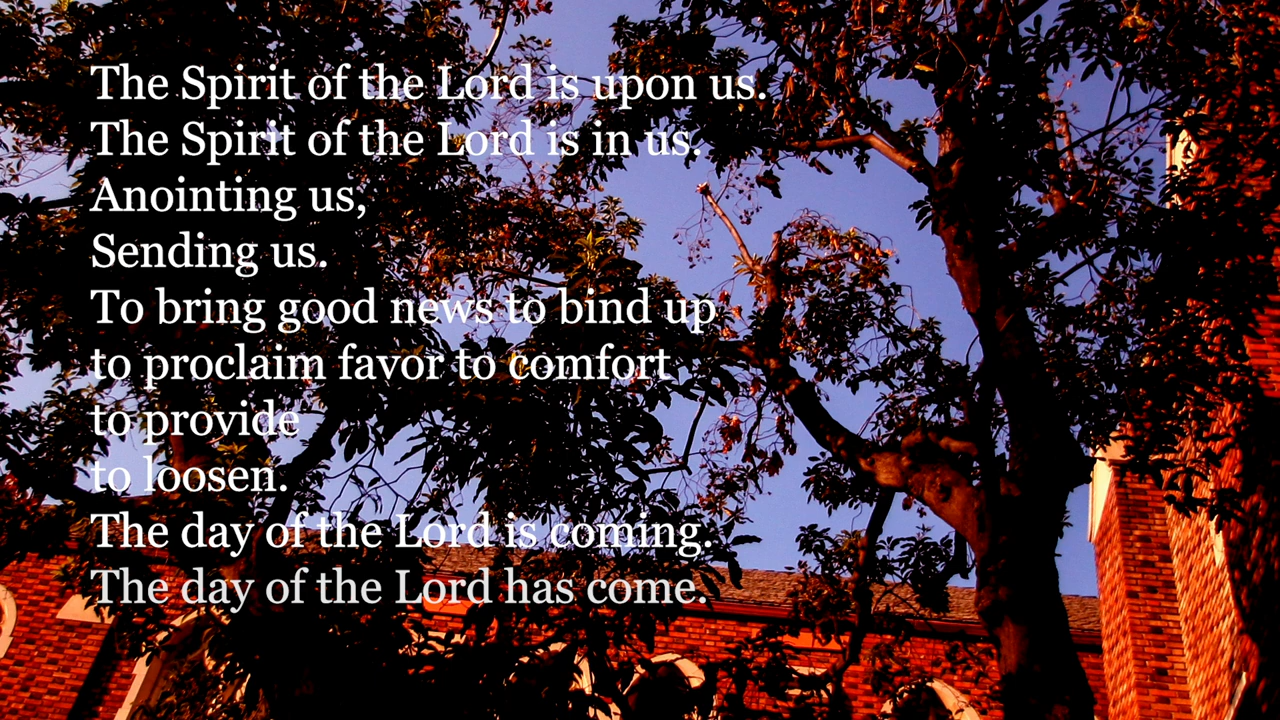 The Spirit of the Lord is upon us.
The Spirit of the Lord is in us.
Anointing us,
Sending us.
To bring good news to bind up
to proclaim favor to comfort
to provide
to loosen.
The day of the Lord is coming.
The day of the Lord has come.